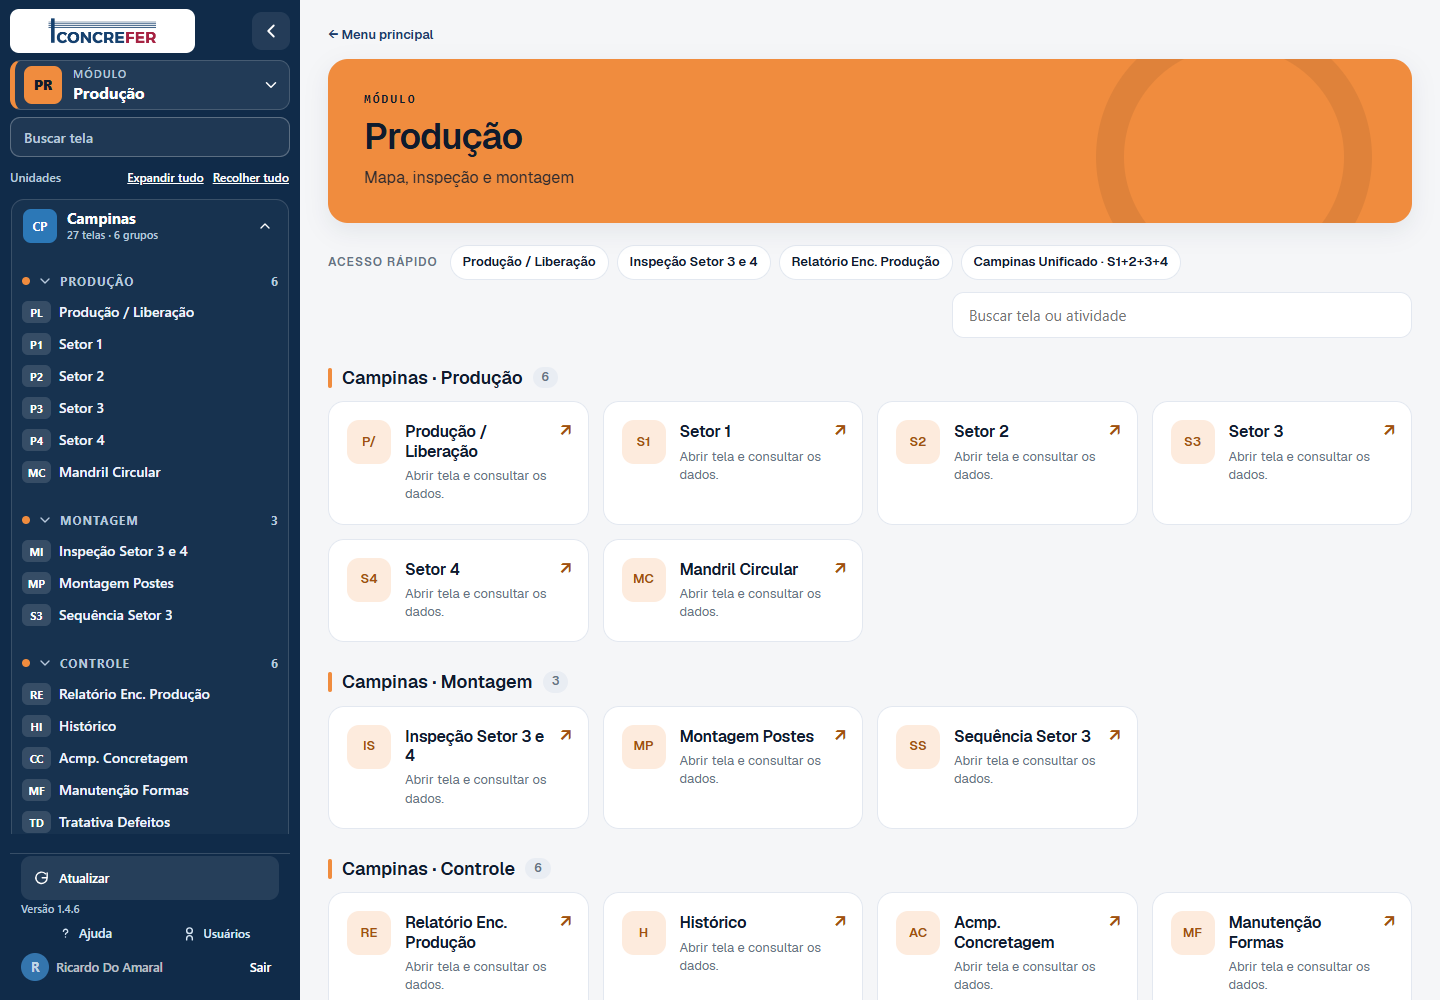 CONCREFER
PR
MÓDULO
Produção
Buscar tela
Unidades
Expandir tudo
Recolher tudo
CP
Campinas
27 telas · 6 grupos
PRODUÇÃO
6
PL
Produção / Liberação
P1
Setor 1
P2
Setor 2
P3
Setor 3
P4
Setor 4
MC
Mandril Circular
MONTAGEM
3
MI
Inspeção Setor 3 e 4
MP
Montagem Postes
S3
Sequência Setor 3
CONTROLE
6
RE
Relatório Enc. Produção
HI
Histórico
CC
Acmp. Concretagem
MF
Manutenção Formas
TD
Tratativa Defeitos
Atualizar
Versão 1.4.6
? Ajuda
Usuários
R
Ricardo Do Amaral
Sair
← Menu principal
MÓDULO
Produção
Mapa, inspeção e montagem
ACESSO RÁPIDO
Produção / Liberação
Inspeção Setor 3 e 4
Relatório Enc. Produção
Campinas Unificado · S1+2+3+4
Buscar tela ou atividade
Campinas · Produção
6
P/
Produção /
Liberação
Abrir tela e consultar os
dados.
S1
Setor 1
Abrir tela e consultar os
dados.
S2
Setor 2
Abrir tela e consultar os
dados.
S3
Setor 3
Abrir tela e consultar os
dados.
S4
Setor 4
Abrir tela e consultar os
dados.
MC
Mandril Circular
Abrir tela e consultar os
dados.
Campinas · Montagem
3
IS
Inspeção Setor 3 e
4
Abrir tela e consultar os
dados.
MP
Montagem Postes
Abrir tela e consultar os
dados.
SS
Sequência Setor 3
Abrir tela e consultar os
dados.
Campinas · Controle
6
RE
Relatório Enc.
Produção
Abrir tela e consultar os
dados.
H
Histórico
Abrir tela e consultar os
dados.
AC
Acmp.
Concretagem
Abrir tela e consultar os
dados.
MF
Manutenção
Formas
Abrir tela e consultar os
dados.